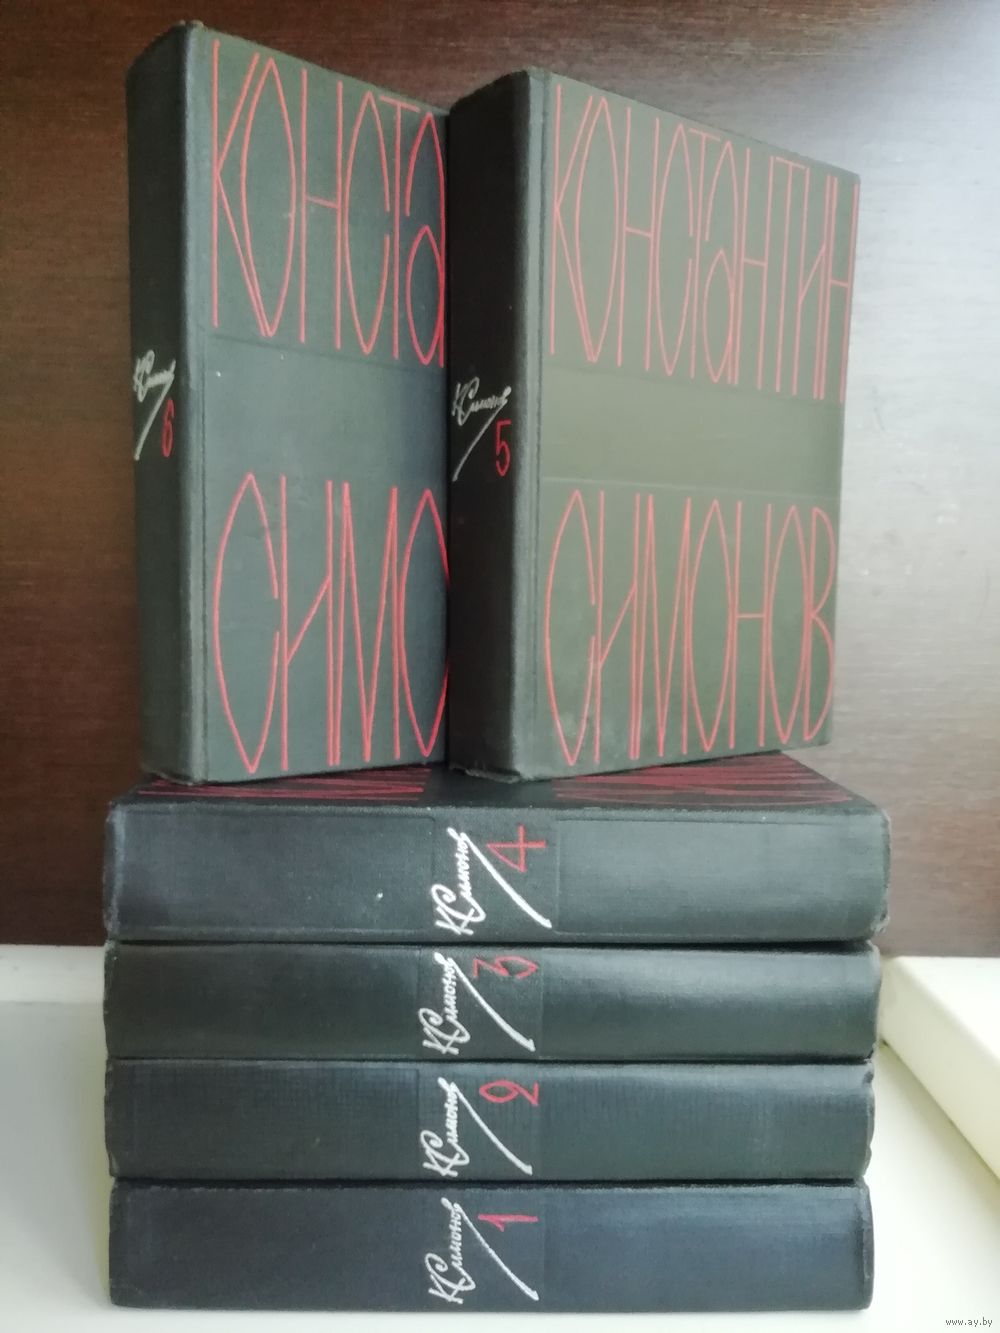 КОНСТА
СИМО
К Симонов
6
КОНСТАНТИН
СИМОНОВ
К Симонов
5
К Симонов
4
К Симонов
3
К Симонов
2
К Симонов
1
www.ay.by